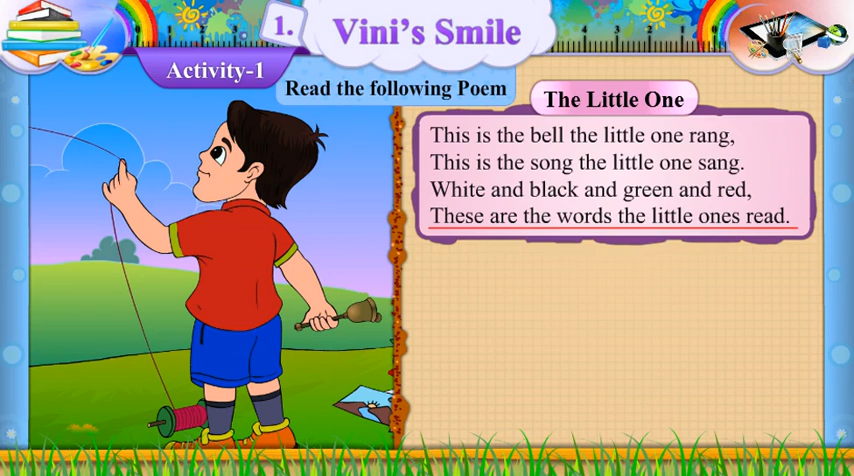 1.
Vini's Smile
Activity-1
Read the following Poem
The Little One
This is the bell the little one rang,
This is the song the little one sang.
White and black and green and red,
These are the words the little ones read.